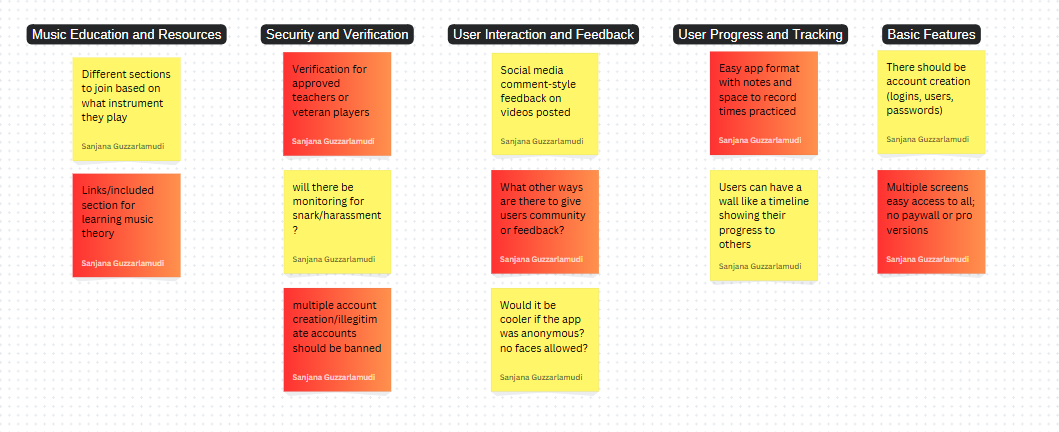 Music Education and Resources
Different sections
to join based on
what instrument
they play
Sanjana Guzzarlamudi
Links/included
section for
learning music
theory
Sanjana Guzzarlamudi
Security and Verification
Verification for
approved
teachers or
veteran players
Sanjana Guzzarlamudi
will there be
monitoring for
snark/harassment
?
Sanjana Guzzarlamudi
multiple account
creation/illegitim
ate accounts
should be banned
Sanjana Guzzarlamudi
User Interaction and Feedback
Social media
comment-style
feedback on
videos posted
Sanjana Guzzarlamudi
What other ways
are there to give
users community
or feedback?
Sanjana Guzzarlamudi
Would it be
cooler if the app
was anonymous?
no faces allowed?
Sanjana Guzzarlamudi
User Progress and Tracking
Easy app format
with notes and
space to record
times practiced
Sanjana Guzzarlamudi
Users can have a
wall like a timeline
showing their
progress to
others
Sanjana Guzzarlamudi
Basic Features
There should be
account creation
(logins, users,
passwords)
Sanjana Guzzarlamudi
Multiple screens
easy access to all;
no paywall or pro
versions
Sanjana Guzzarlamudi